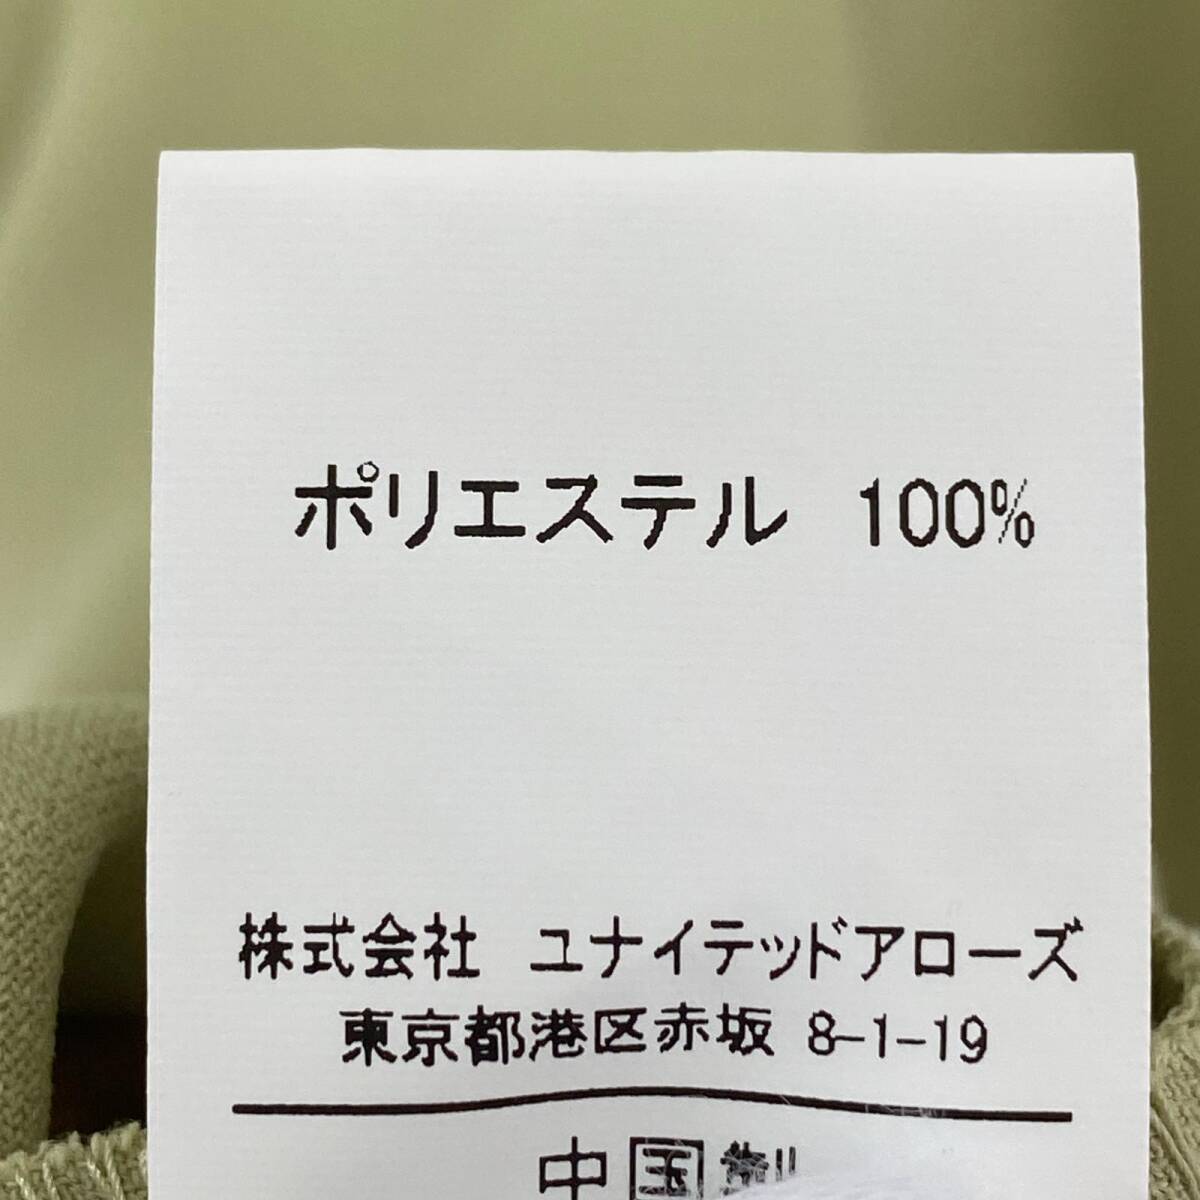 ポリエステル 100%
株式会社 ユナイテッドアローズ
東京都港区赤坂 8-1-19
中国製